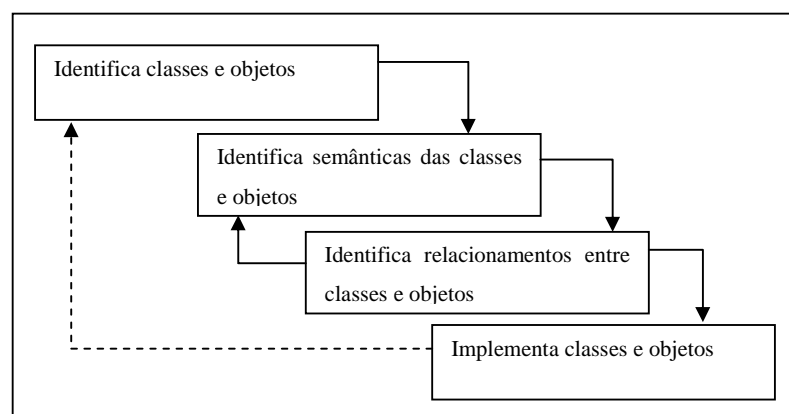 Identifica classes e objetos
Identifica semânticas das classes
e objetos
Identifica relacionamentos entre
classes e objetos
Implementa classes e objetos